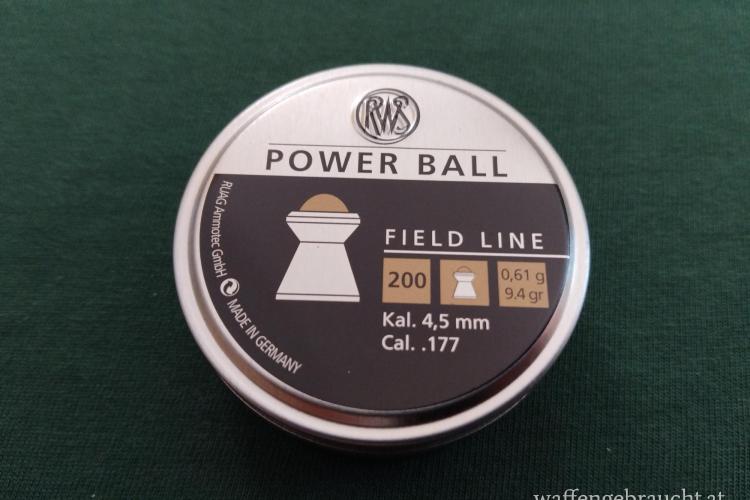 RWS
POWER BALL
FIELD LINE
200
0,61 g
9.4 gr
Kal. 4,5 mm
Cal. .177
RUAG Ammotec GmbH
MADE IN GERMANY
waffengebraucht.at